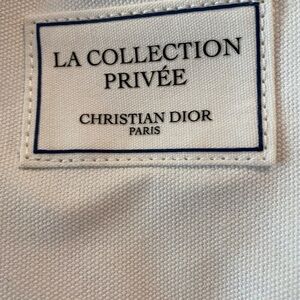 LA COLLECTION
PRIVÉE
CHRISTIAN DIOR
PARIS